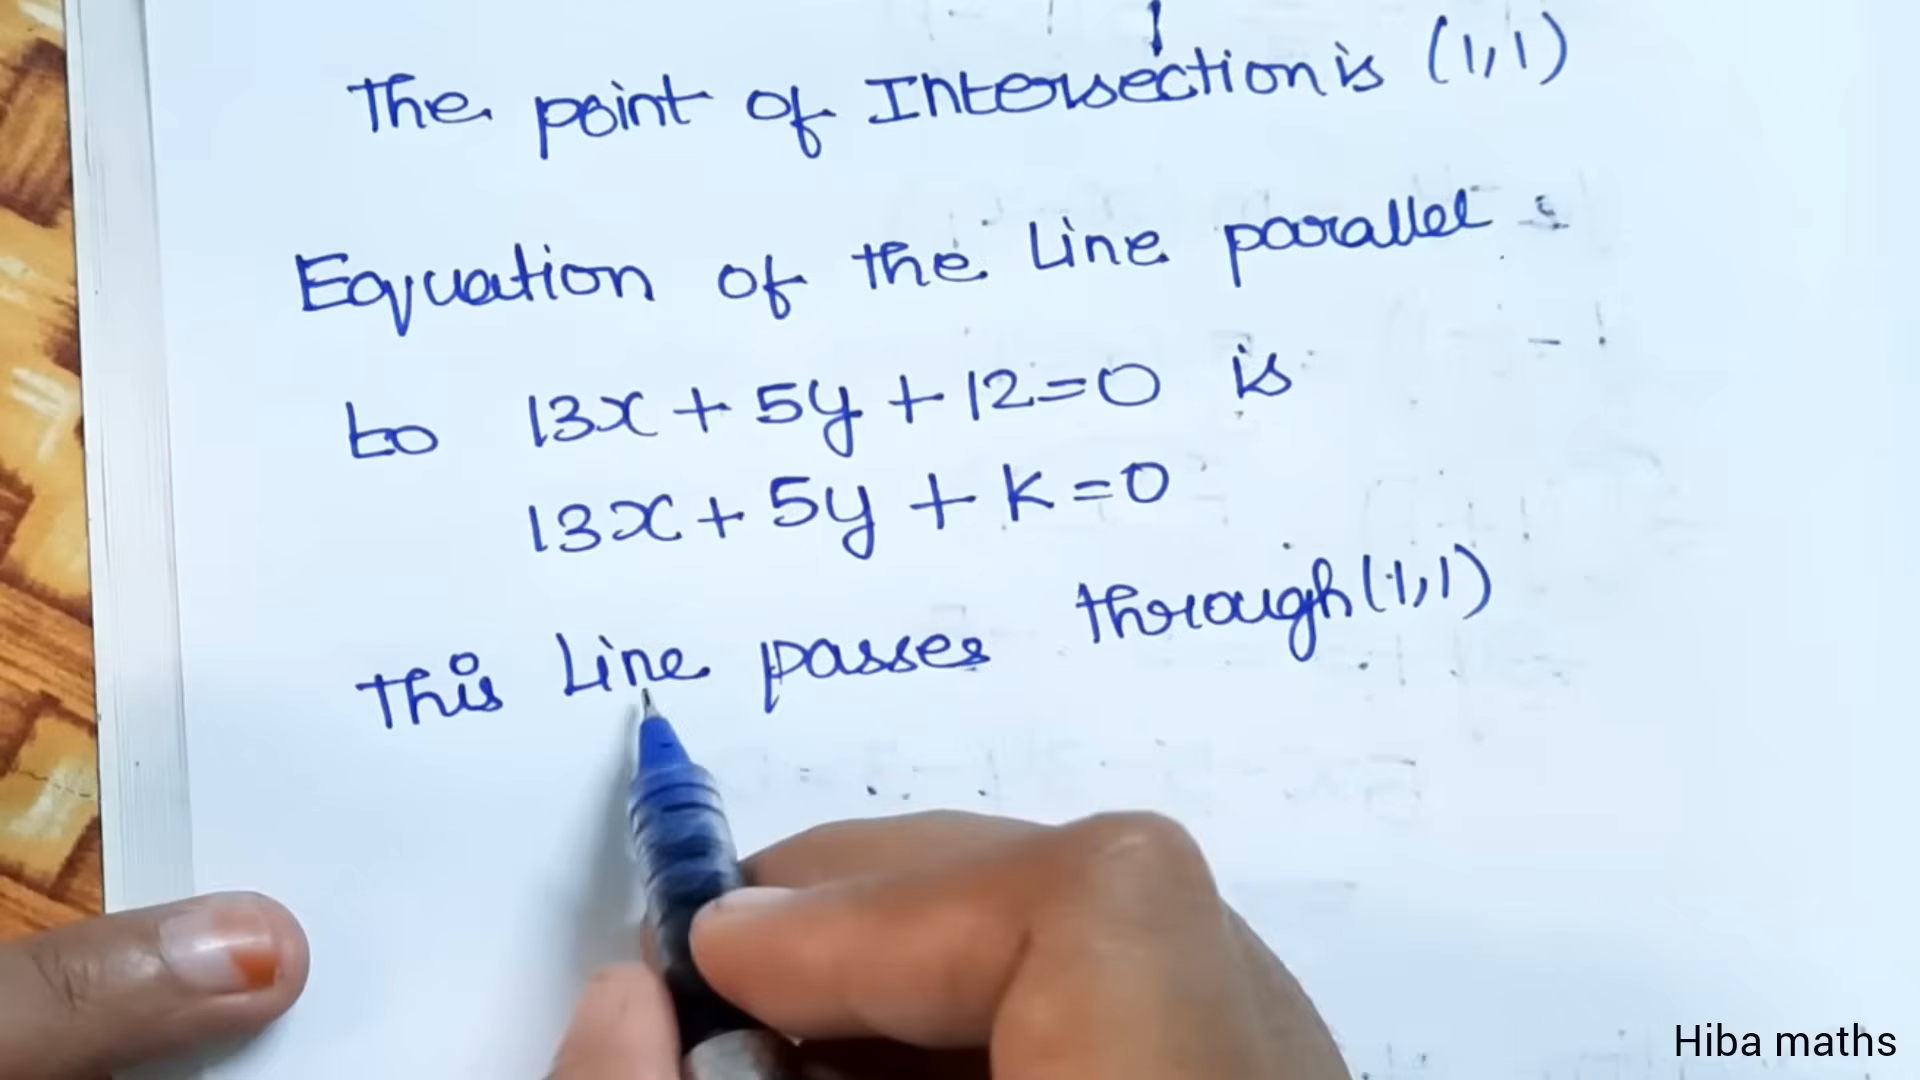 The point of Intersection is (1,1)
Equation of the Line parallel
to 13x + 5y + 12 = 0 is
13x + 5y + k = 0
This Line passes through (1,1)
Hiba maths